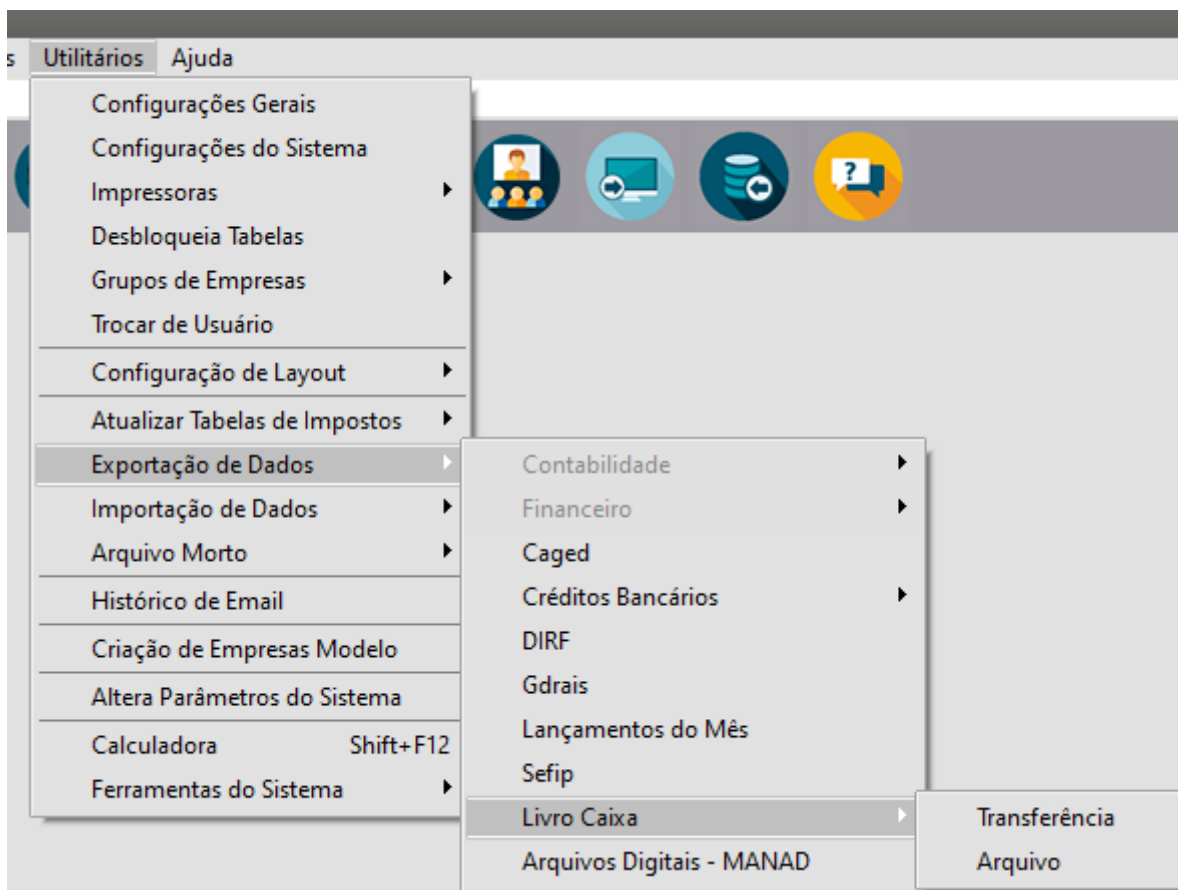 s Utilitários Ajuda
Configurações Gerais
Configurações do Sistema
Impressoras
Desbloqueia Tabelas
Grupos de Empresas
Trocar de Usuário
Configuração de Layout
Atualizar Tabelas de Impostos
Exportação de Dados
Importação de Dados
Arquivo Morto
Histórico de Email
Criação de Empresas Modelo
Altera Parâmetros do Sistema
Calculadora Shift+F12
Ferramentas do Sistema
Contabilidade
Financeiro
Caged
Créditos Bancários
DIRF
Gdrais
Lançamentos do Mês
Sefip
Livro Caixa
Arquivos Digitais - MANAD
Transferência
Arquivo
?